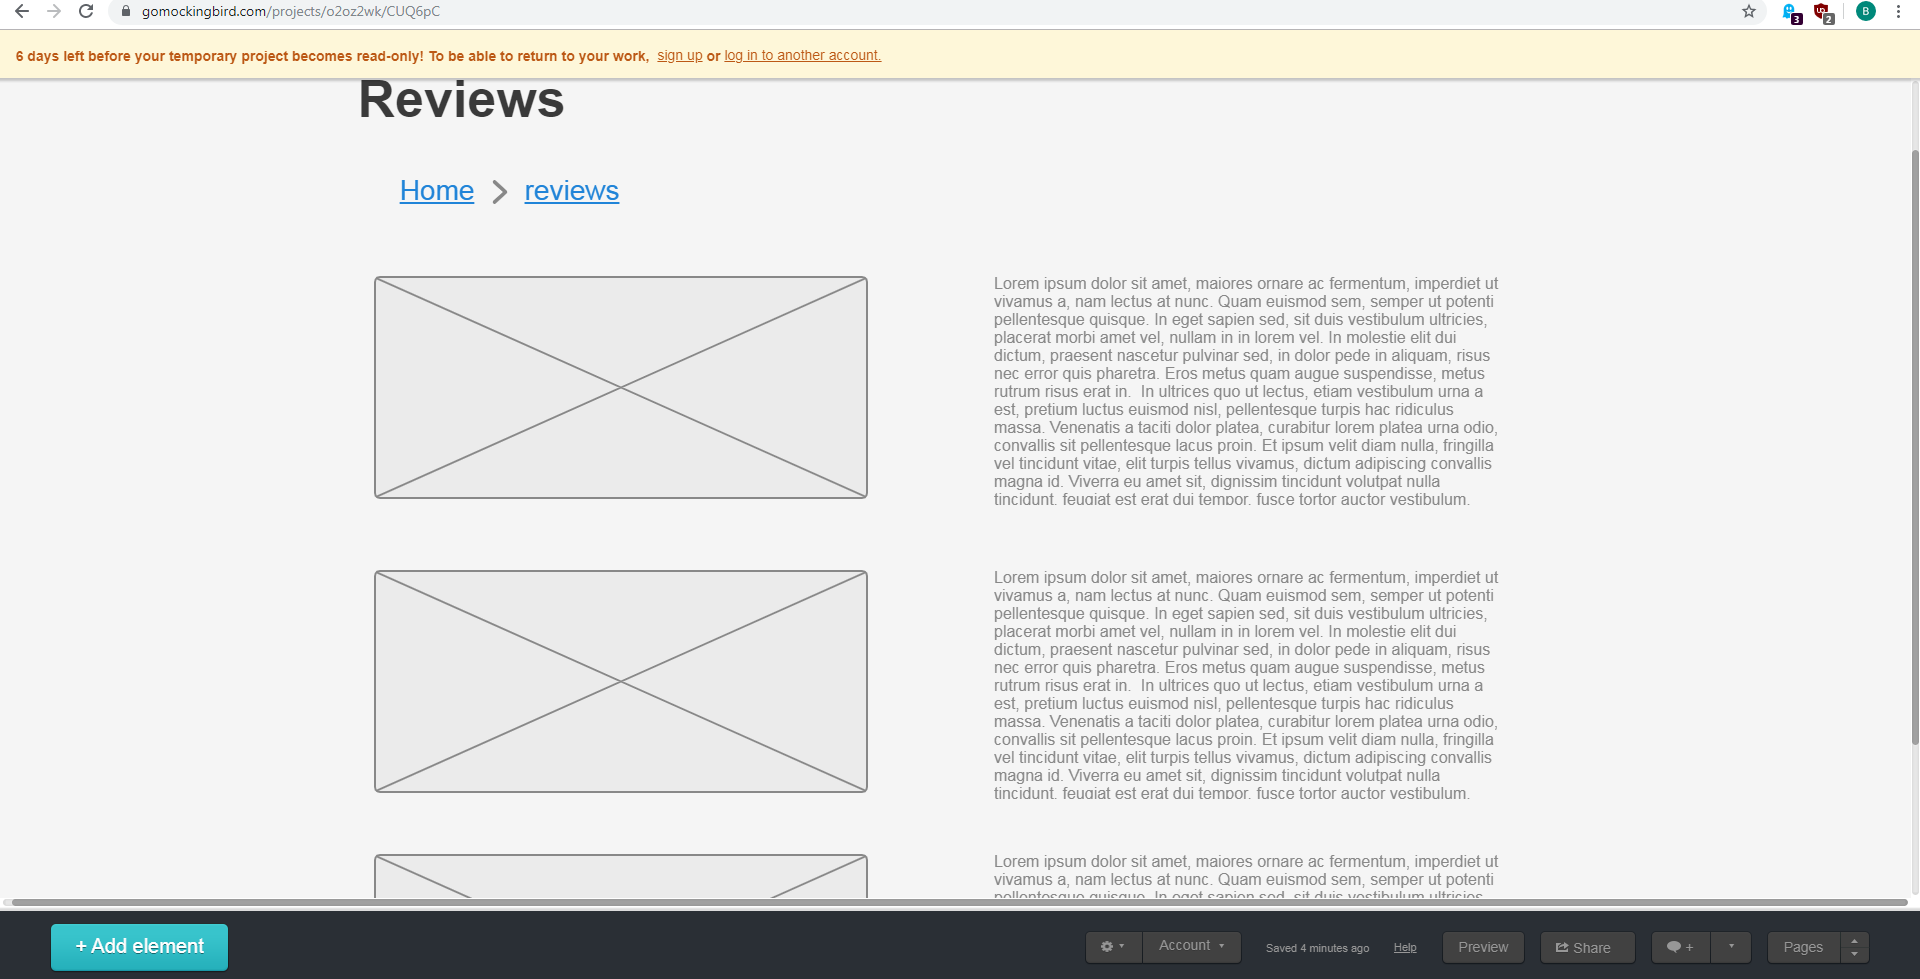 gomockingbird.com/projects/o2oz2wk/CUQ6pC
3
2
B
6 days left before your temporary project becomes read-only! To be able to return to your work, sign up or log in to another account.
Reviews
Home > reviews
Lorem ipsum dolor sit amet, maiores ornare ac fermentum, imperdiet ut
vivamus a, nam lectus at nunc. Quam euismod sem, semper ut potenti
pellentesque quisque. In eget sapien sed, sit duis vestibulum ultricies,
placerat morbi amet vel, nullam in in lorem vel. In molestie elit dui
dictum, praesent nascetur pulvinar sed, in dolor pede in aliquam, risus
nec error quis pharetra. Eros metus quam augue suspendisse, metus
rutrum risus erat in.  In ultrices quo ut lectus, etiam vestibulum urna a
est, pretium luctus euismod nisl, pellentesque turpis hac ridiculus
massa. Venenatis a taciti dolor platea, curabitur lorem platea urna odio,
convallis sit pellentesque lacus proin. Et ipsum velit diam nulla, fringilla
vel tincidunt vitae, elit turpis tellus vivamus, dictum adipiscing convallis
magna id. Viverra eu amet sit, dignissim tincidunt volutpat nulla
tincidunt, feugiat est erat dui tempor, fusce tortor auctor vestibulum.
Lorem ipsum dolor sit amet, maiores ornare ac fermentum, imperdiet ut
vivamus a, nam lectus at nunc. Quam euismod sem, semper ut potenti
pellentesque quisque. In eget sapien sed, sit duis vestibulum ultricies,
placerat morbi amet vel, nullam in in lorem vel. In molestie elit dui
dictum, praesent nascetur pulvinar sed, in dolor pede in aliquam, risus
nec error quis pharetra. Eros metus quam augue suspendisse, metus
rutrum risus erat in.  In ultrices quo ut lectus, etiam vestibulum urna a
est, pretium luctus euismod nisl, pellentesque turpis hac ridiculus
massa. Venenatis a taciti dolor platea, curabitur lorem platea urna odio,
convallis sit pellentesque lacus proin. Et ipsum velit diam nulla, fringilla
vel tincidunt vitae, elit turpis tellus vivamus, dictum adipiscing convallis
magna id. Viverra eu amet sit, dignissim tincidunt volutpat nulla
tincidunt, feugiat est erat dui tempor, fusce tortor auctor vestibulum.
Lorem ipsum dolor sit amet, maiores ornare ac fermentum, imperdiet ut
vivamus a, nam lectus at nunc. Quam euismod sem, semper ut potenti
pellentesque quisque. In eget sapien sed, sit duis vestibulum ultricies,
+ Add element
Account
Saved 4 minutes ago
Help
Preview
Share
+
Pages